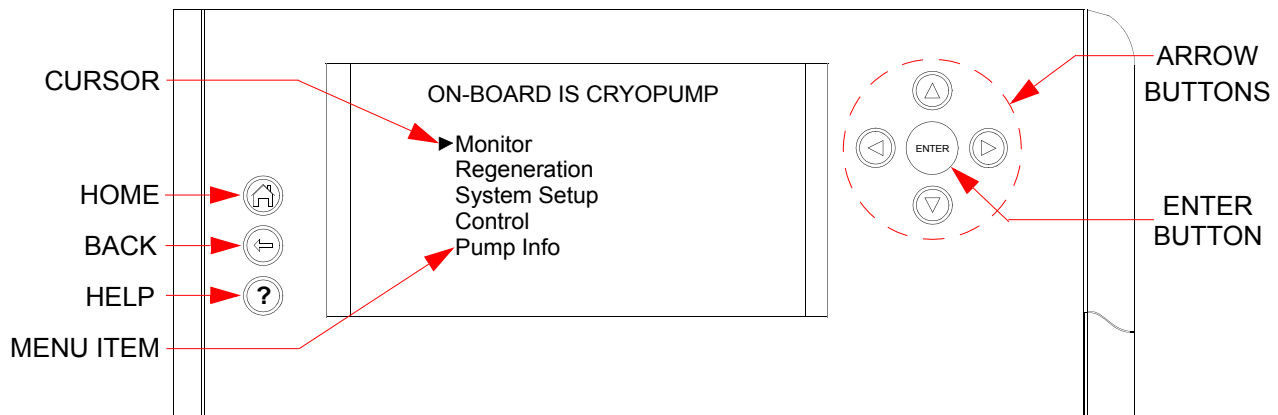 CURSOR
HOME
BACK
HELP
MENU ITEM
ON-BOARD IS CRYOPUMP
Monitor
Regeneration
System Setup
Control
Pump Info
?
ENTER
ARROW
BUTTONS
ENTER
BUTTON